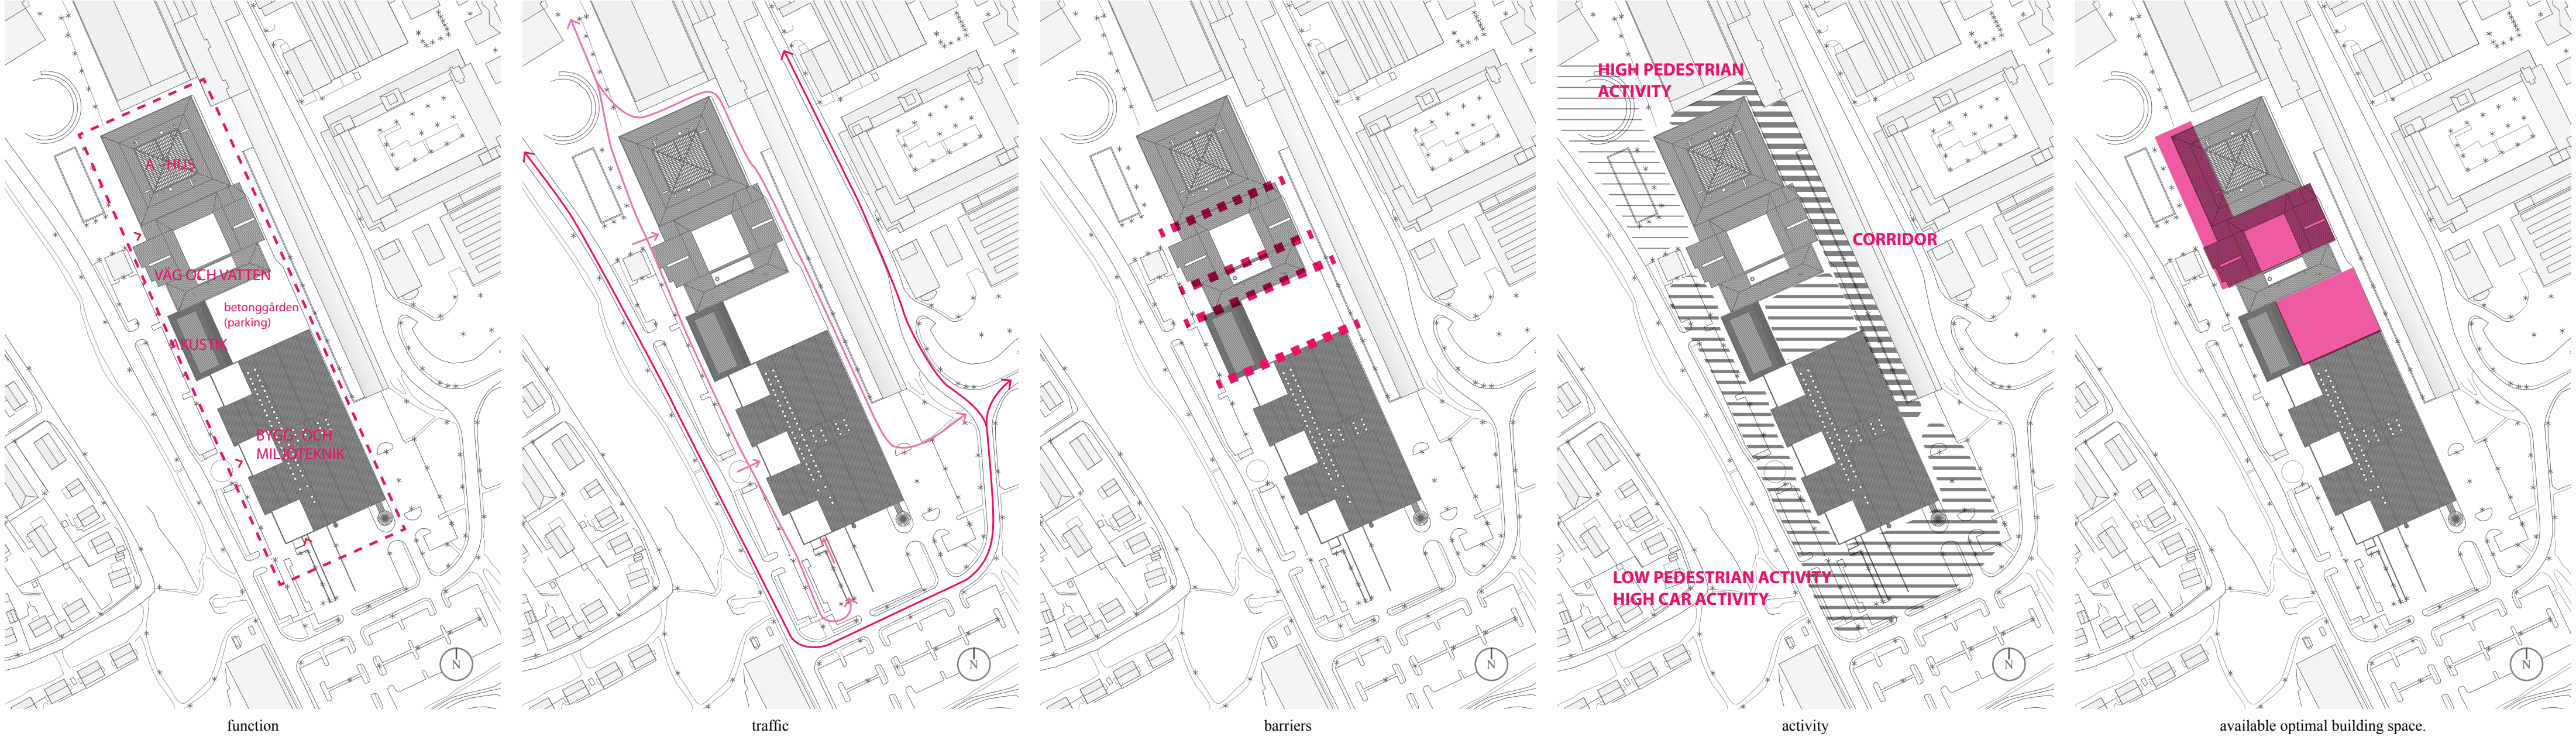 A - HUS
VÄG OCH VATTEN
betonggården
(parking)
AKUSTIK
BYGG- OCH
MILJÖTEKNIK
N
function
N
traffic
N
barriers
HIGH PEDESTRIAN
ACTIVITY
CORRIDOR
LOW PEDESTRIAN ACTIVITY
HIGH CAR ACTIVITY
N
activity
N
available optimal building space.